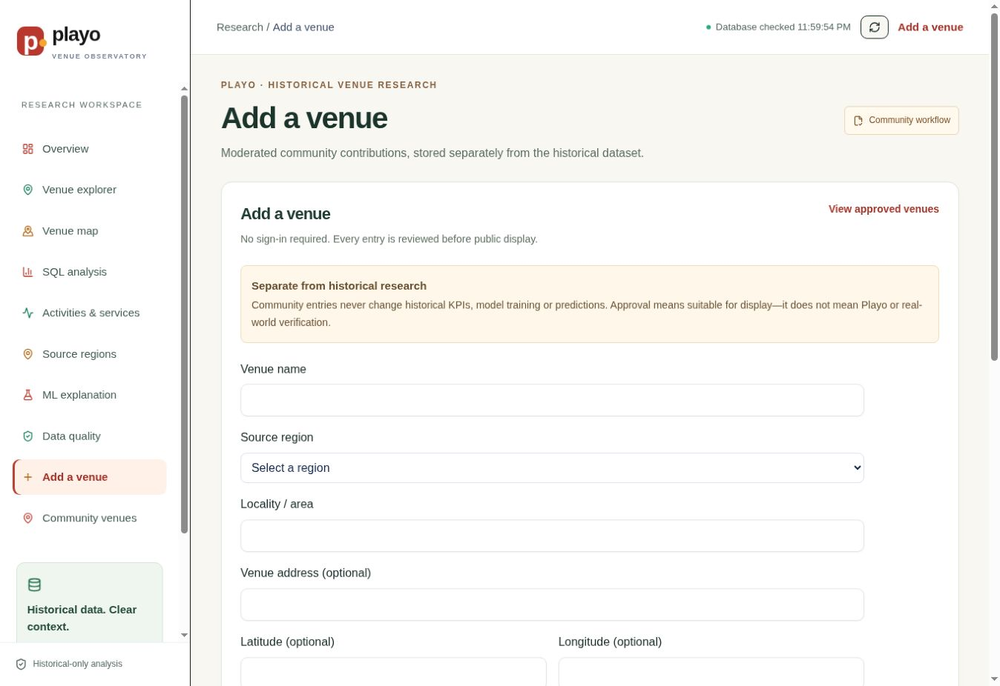 playo
VENUE OBSERVATORY
RESEARCH WORKSPACE
Overview
Venue explorer
Venue map
SQL analysis
Activities & services
Source regions
ML explanation
Data quality
Add a venue
Community venues
Historical data. Clear
context.
Historical-only analysis
Research / Add a venue
Database checked 11:59:54 PM
Add a venue
PLAYO · HISTORICAL VENUE RESEARCH
Add a venue
Community workflow
Moderated community contributions, stored separately from the historical dataset.
Add a venue
View approved venues
No sign-in required. Every entry is reviewed before public display.
Separate from historical research
Community entries never change historical KPIs, model training or predictions. Approval means suitable for display—it does not mean Playo or real-
world verification.
Venue name
Source region
Select a region
Locality / area
Venue address (optional)
Latitude (optional)
Longitude (optional)